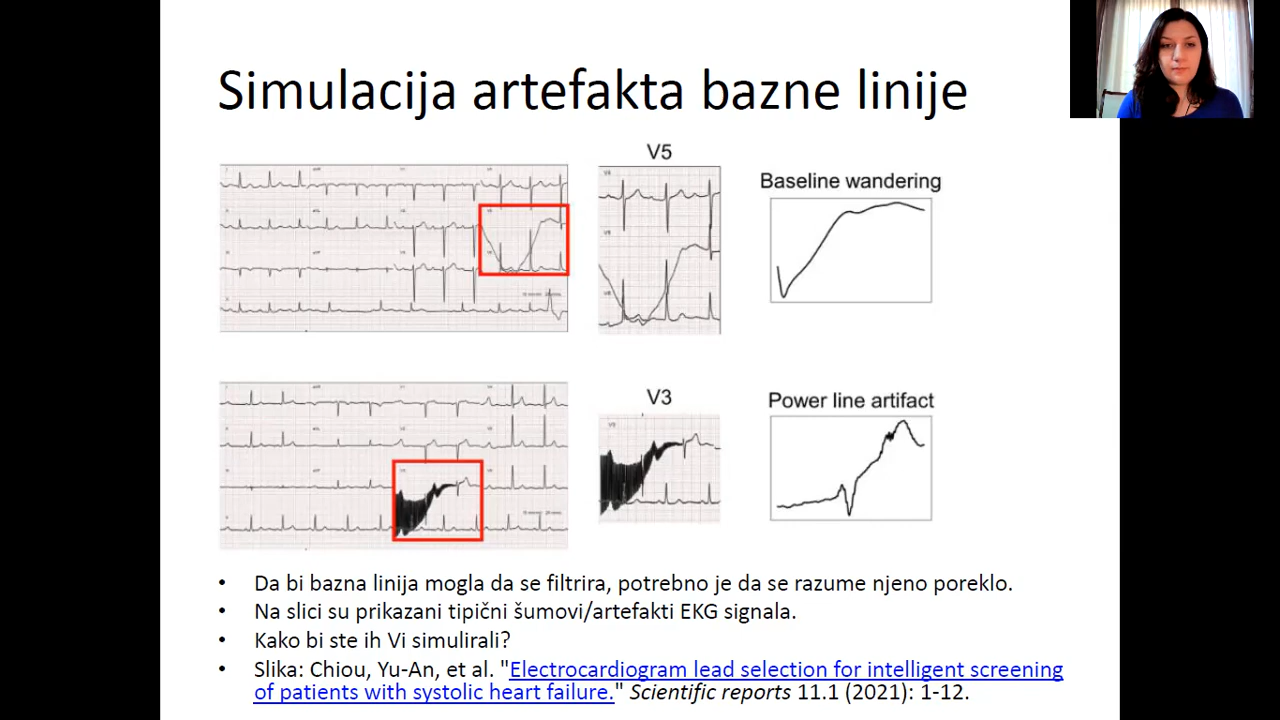 Simulacija artefakta bazne linije
V5
Baseline wandering
V3
Power line artifact
• Da bi bazna linija mogla da se filtrira, potrebno je da se razume njeno poreklo.
• Na slici su prikazani tipični šumovi/artefakti EKG signala.
• Kako bi ste ih Vi simulirali?
• Slika: Chiou, Yu-An, et al. "Electrocardiogram lead selection for intelligent screening
of patients with systolic heart failure." Scientific reports 11.1 (2021): 1-12.